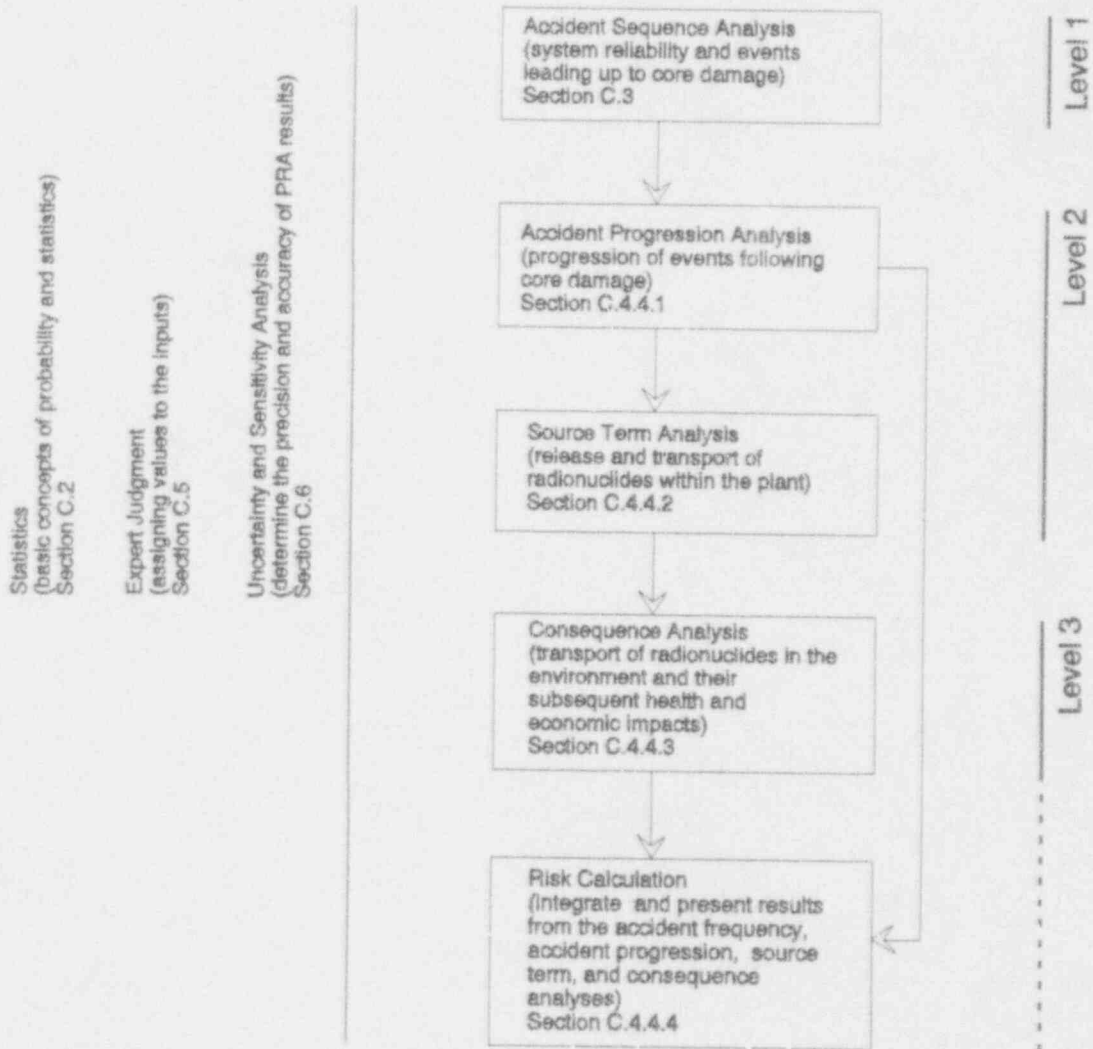 Statistics
(basic concepts of probability and statistics)
Section C.2
Expert Judgment
(assigning values to the inputs)
Section C.5
Uncertainty and Sensitivity Analysis
(determine the precision and accuracy of PRA results)
Section C.6
Accident Sequence Analysis
(system reliability and events
leading up to core damage)
Section C.3
Accident Progression Analysis
(progression of events following
core damage)
Section C.4.4.1
Source Term Analysis
(release and transport of
radionuclides within the plant)
Section C.4.4.2
Consequence Analysis
(transport of radionuclides in the
environment and their
subsequent health and
economic impacts)
Section C.4.4.3
Risk Calculation
(integrate and present results
from the accident frequency,
accident progression, source
term, and consequence
analyses)
Section C.4.4.4
Level 1
Level 2
Level 3